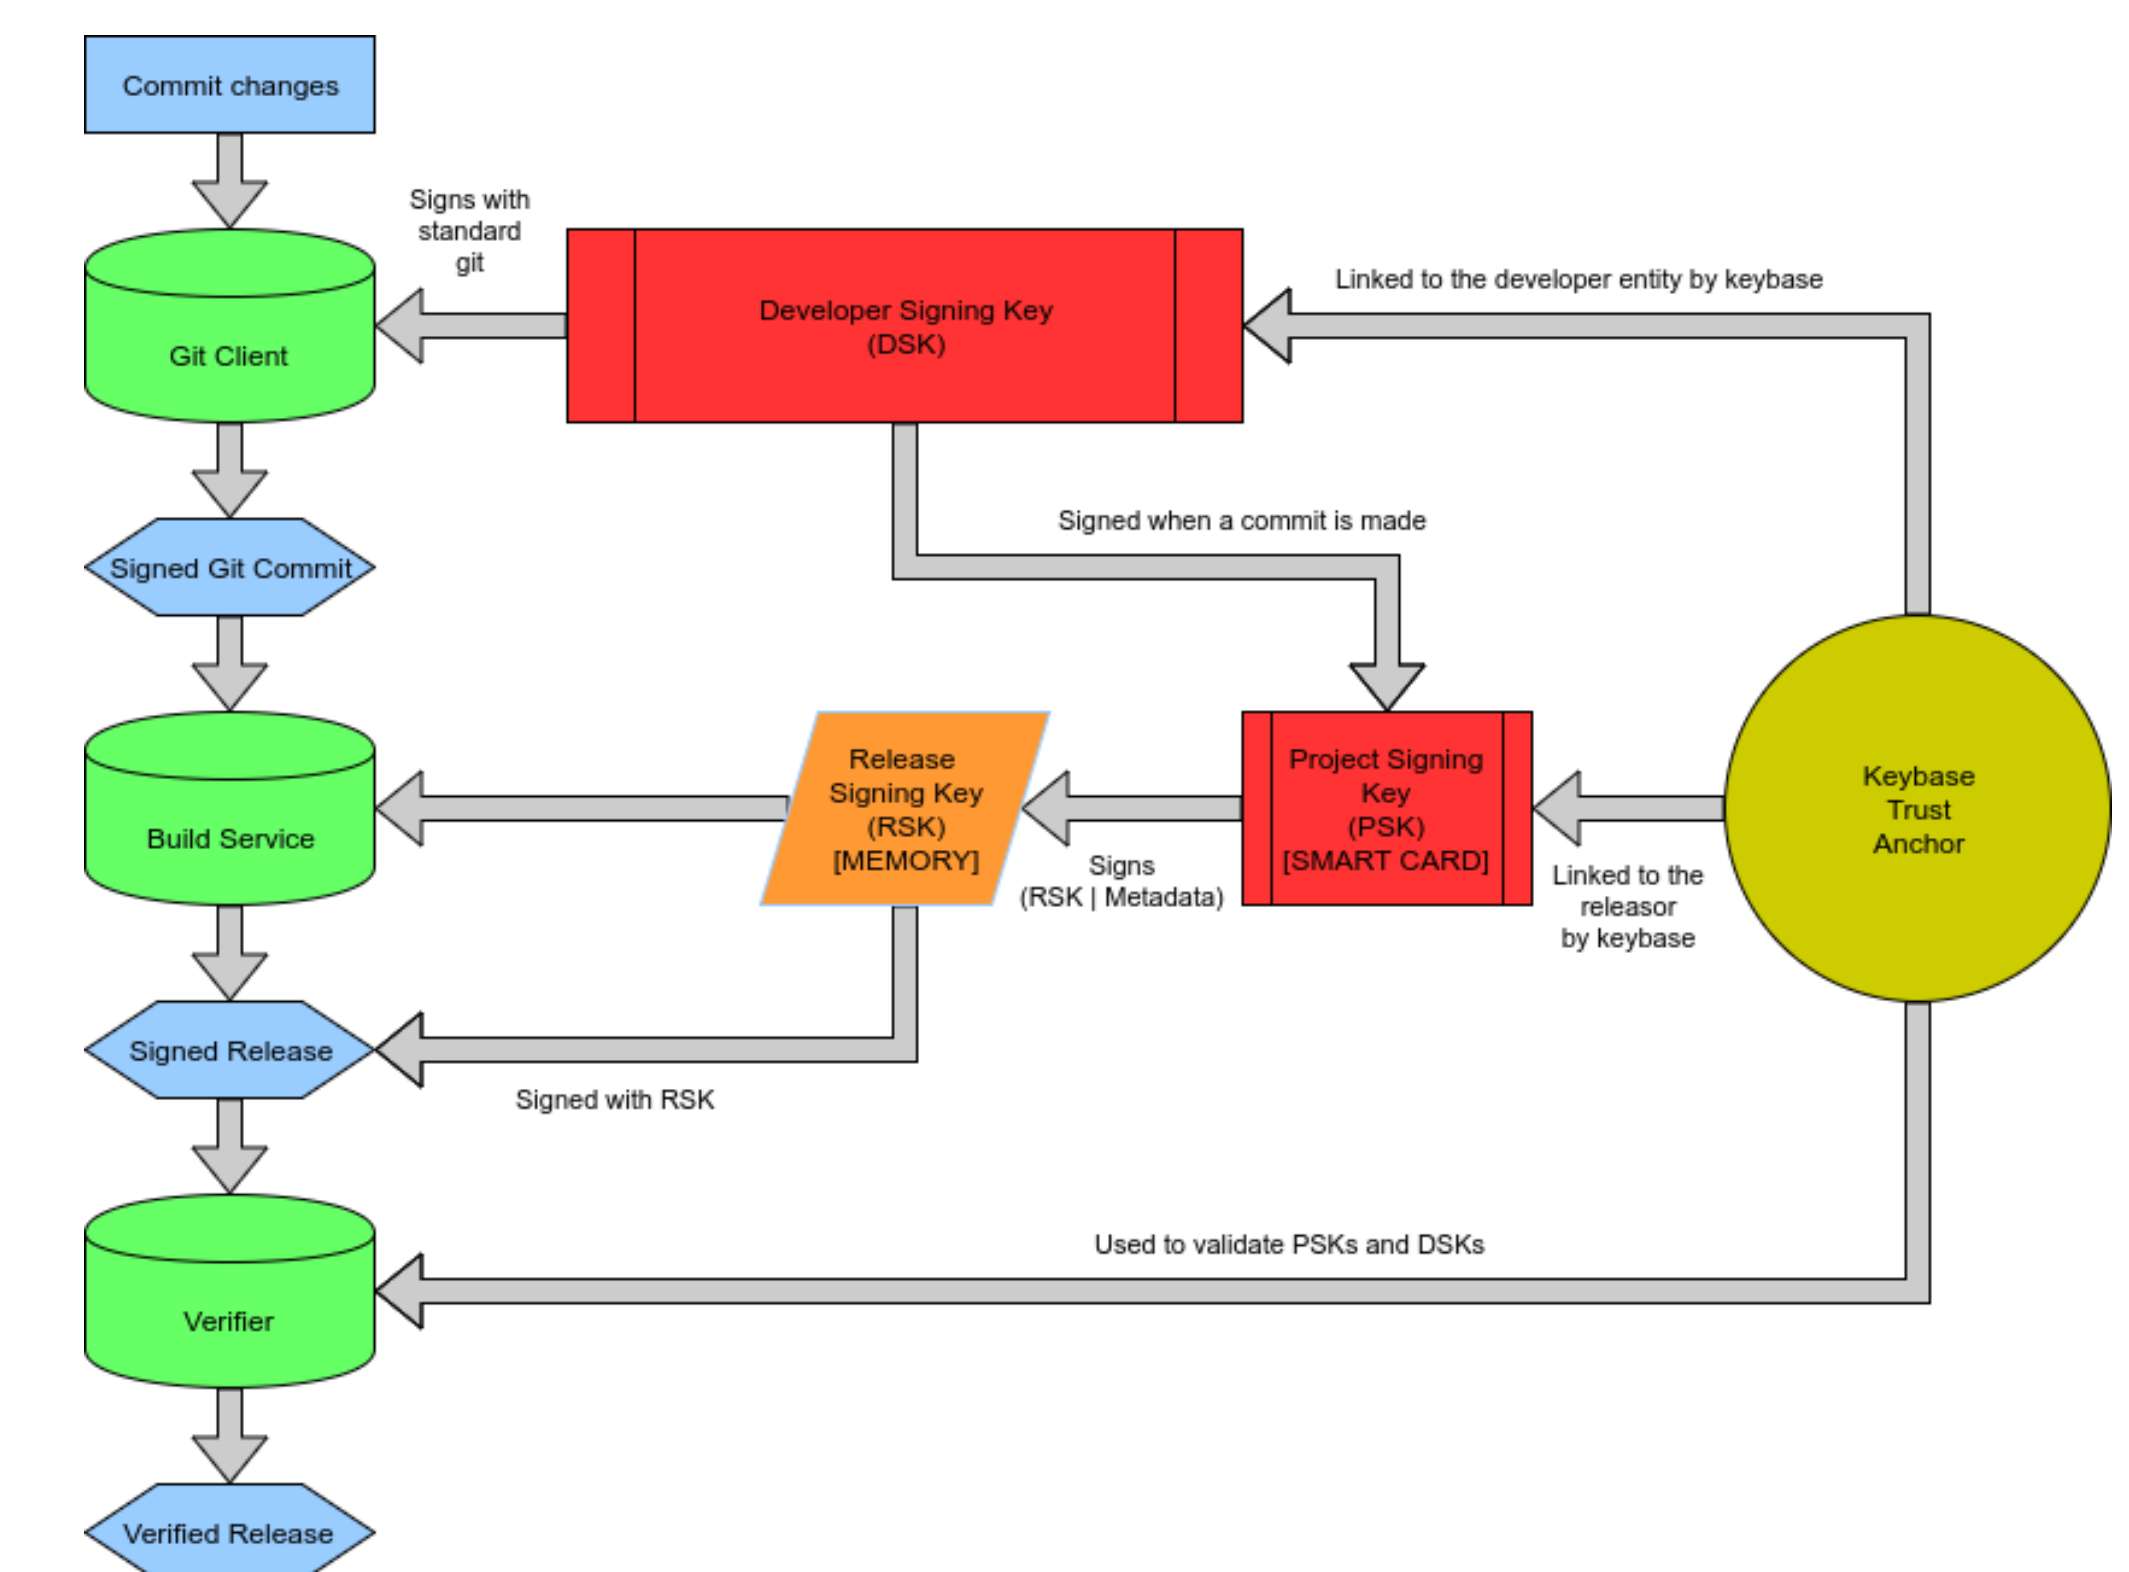 Commit changes
Signs with
standard
git
Linked to the developer entity by keybase
Developer Signing Key
(DSK)
Git Client
Signed when a commit is made
Signed Git Commit
Release
Signing Key
(RSK)
[MEMORY]
Project Signing
Key
(PSK)
[SMART CARD]
Keybase
Trust
Anchor
Build Service
Signs
(RSK | Metadata)
Linked to the
releasor
by keybase
Signed Release
Signed with RSK
Used to validate PSKs and DSKs
Verifier
Verified Release